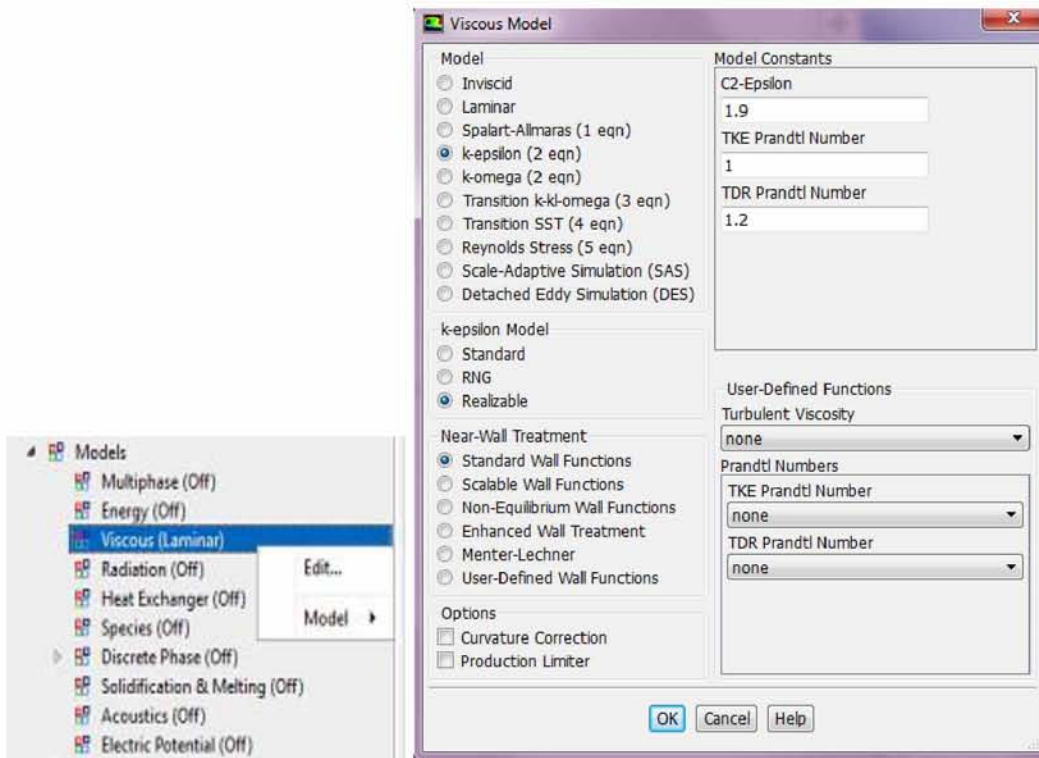 Models
Multiphase (Off)
Energy (Off)
Viscous (Laminar)
Radiation (Off)
Heat Exchanger (Off)
Species (Off)
Discrete Phase (Off)
Solidification & Melting (Off)
Acoustics (Off)
Electric Potential (Off)
Edit...
Model
Viscous Model
Model
Inviscid
Laminar
Spalart-Allmaras (1 eqn)
k-epsilon (2 eqn)
k-omega (2 eqn)
Transition k-kl-omega (3 eqn)
Transition SST (4 eqn)
Reynolds Stress (5 eqn)
Scale-Adaptive Simulation (SAS)
Detached Eddy Simulation (DES)
k-epsilon Model
Standard
RNG
Realizable
Near-Wall Treatment
Standard Wall Functions
Scalable Wall Functions
Non-Equilibrium Wall Functions
Enhanced Wall Treatment
Menter-Lechner
User-Defined Wall Functions
Options
Curvature Correction
Production Limiter
Model Constants
C2-Epsilon
1.9
TKE Prandtl Number
1
TDR Prandtl Number
1.2
User-Defined Functions
Turbulent Viscosity
none
Prandtl Numbers
TKE Prandtl Number
none
TDR Prandtl Number
none
OK
Cancel
Help